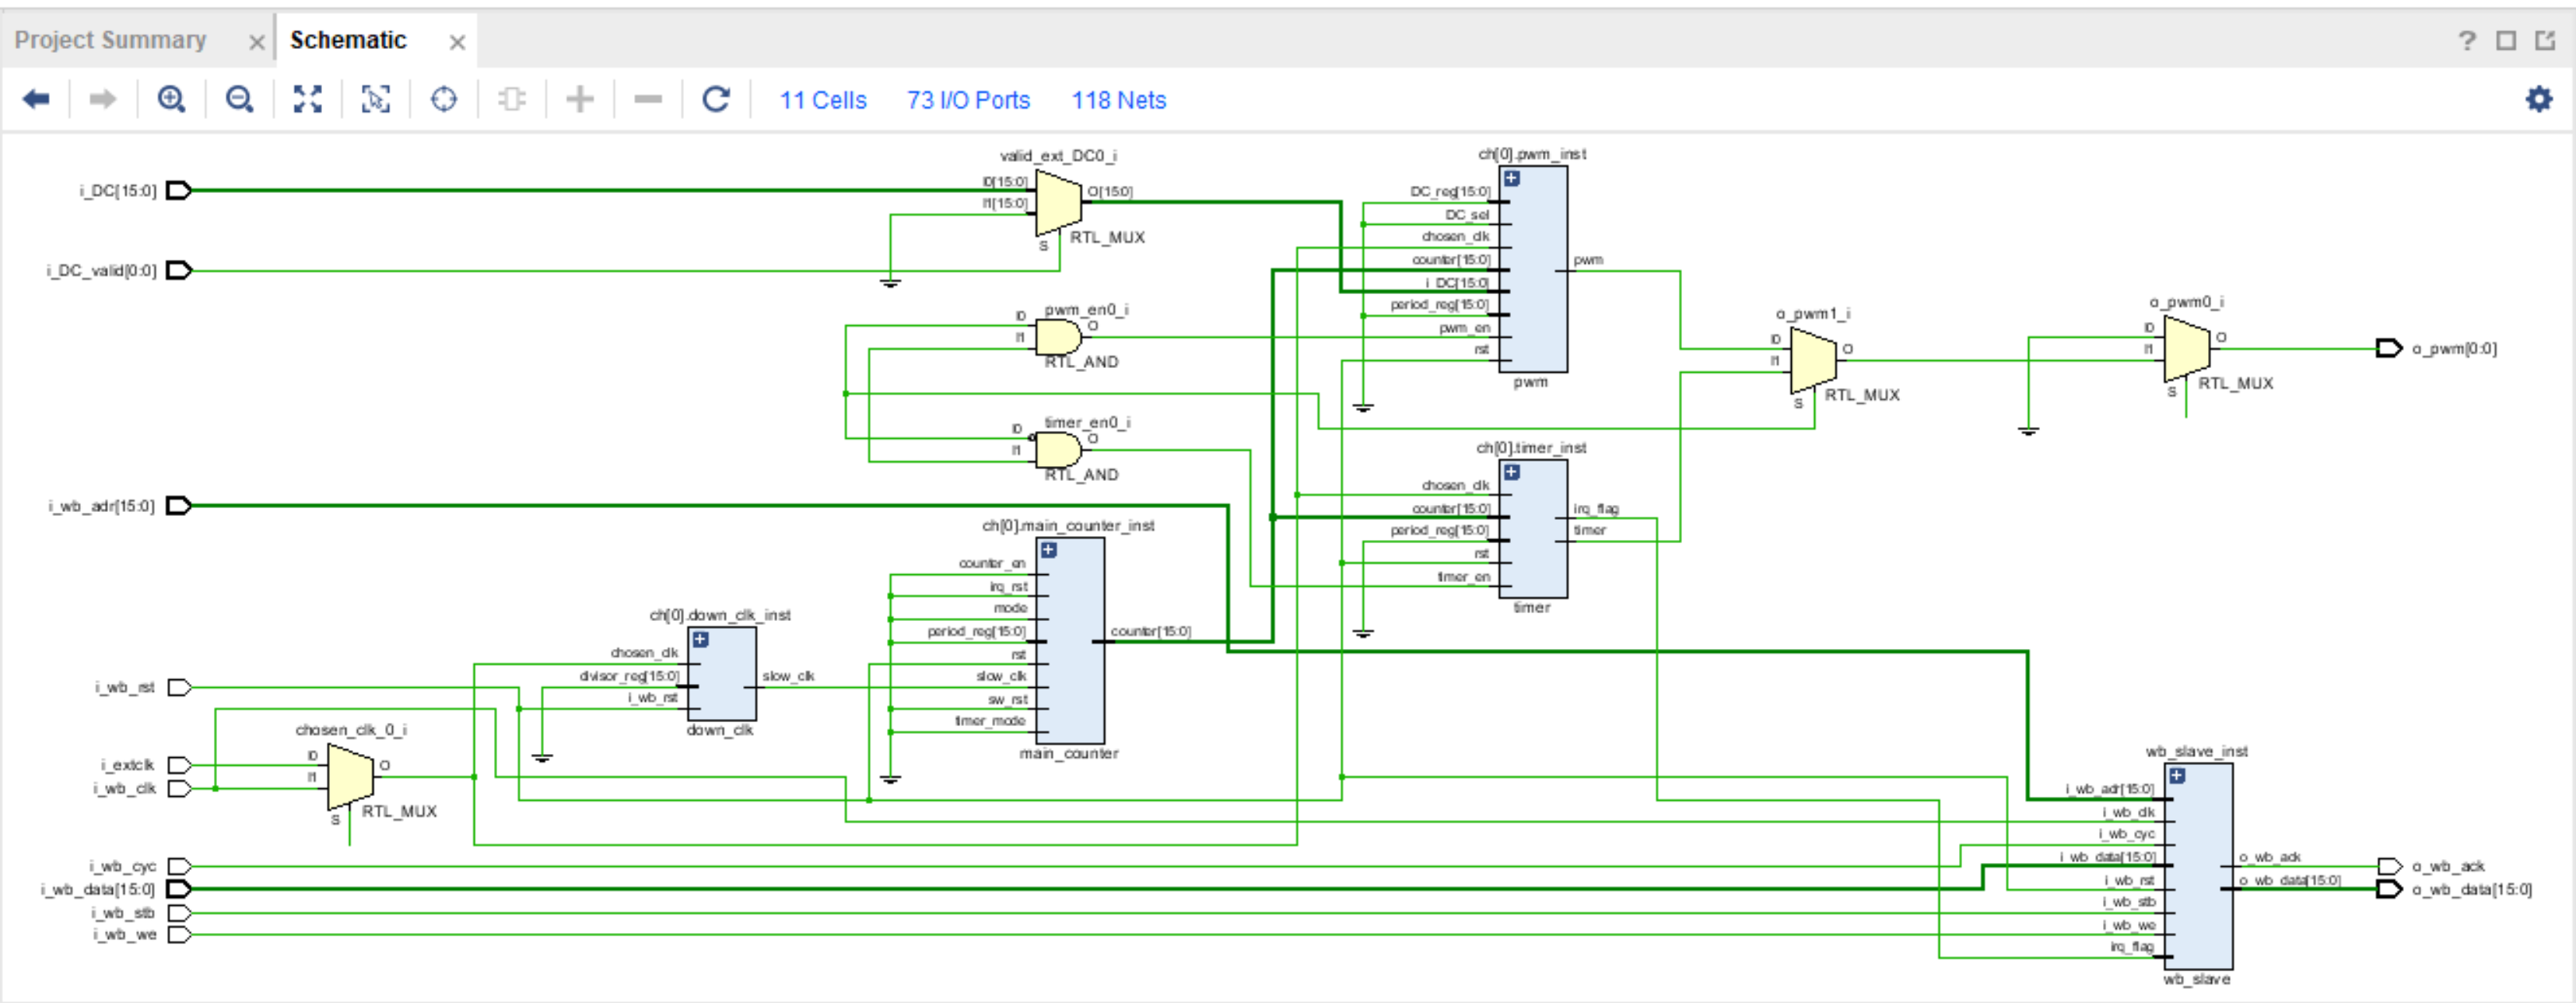 Project Summary
Schematic
11 Cells
73 I/O Ports
118 Nets
i_DC[15:0]
i_DC_valid[0:0]
valid_ext_DC0_i
I0[15:0]
I1[15:0]
O[15:0]
S
RTL_MUX
pwm_en0_i
I0
I1
O
RTL_AND
timer_en0_i
I0
I1
O
RTL_AND
ch[0].pwm_inst
DC_reg[15:0]
DC_sel
chosen_clk
counter[15:0]
i_DC[15:0]
period_reg[15:0]
pwm_en
rst
pwm
pwm
o_pwm1_i
I0
I1
O
S
RTL_MUX
o_pwm0_i
I0
I1
O
S
RTL_MUX
o_pwm[0:0]
ch[0].timer_inst
chosen_clk
counter[15:0]
period_reg[15:0]
rst
timer_en
irq_flag
timer
timer
i_wb_adr[15:0]
ch[0].main_counter_inst
counter_en
irq_rst
mode
period_reg[15:0]
rst
slow_clk
sw_rst
timer_mode
counter[15:0]
main_counter
ch[0].down_clk_inst
chosen_clk
divisor_reg[15:0]
i_wb_rst
slow_clk
down_clk
i_wb_rst
chosen_clk_0_i
i_extclk
i_wb_clk
I0
I1
O
S
RTL_MUX
i_wb_cyc
i_wb_data[15:0]
i_wb_stb
i_wb_we
wb_slave_inst
i_wb_adr[15:0]
i_wb_clk
i_wb_cyc
i_wb_data[15:0]
i_wb_rst
i_wb_stb
i_wb_we
irq_flag
o_wb_ack
o_wb_data[15:0]
wb_slave
o_wb_ack
o_wb_data[15:0]